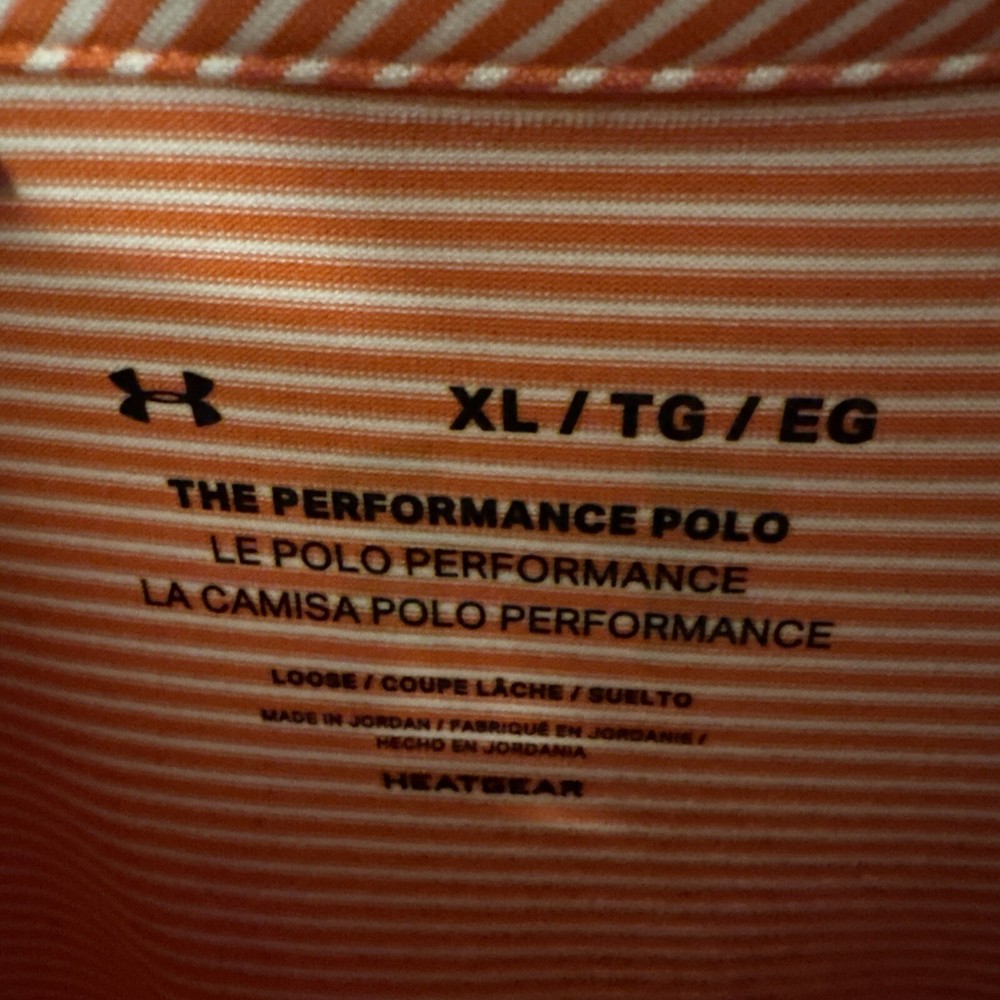 XL / TG / EG
THE PERFORMANCE POLO
LE POLO PERFORMANCE
LA CAMISA POLO PERFORMANCE
LOOSE / COUPE LÂCHE / SUELTO
MADE IN JORDAN / FABRIQUÉ EN JORDANIE /
HECHO EN JORDANIA
HEATGEAR